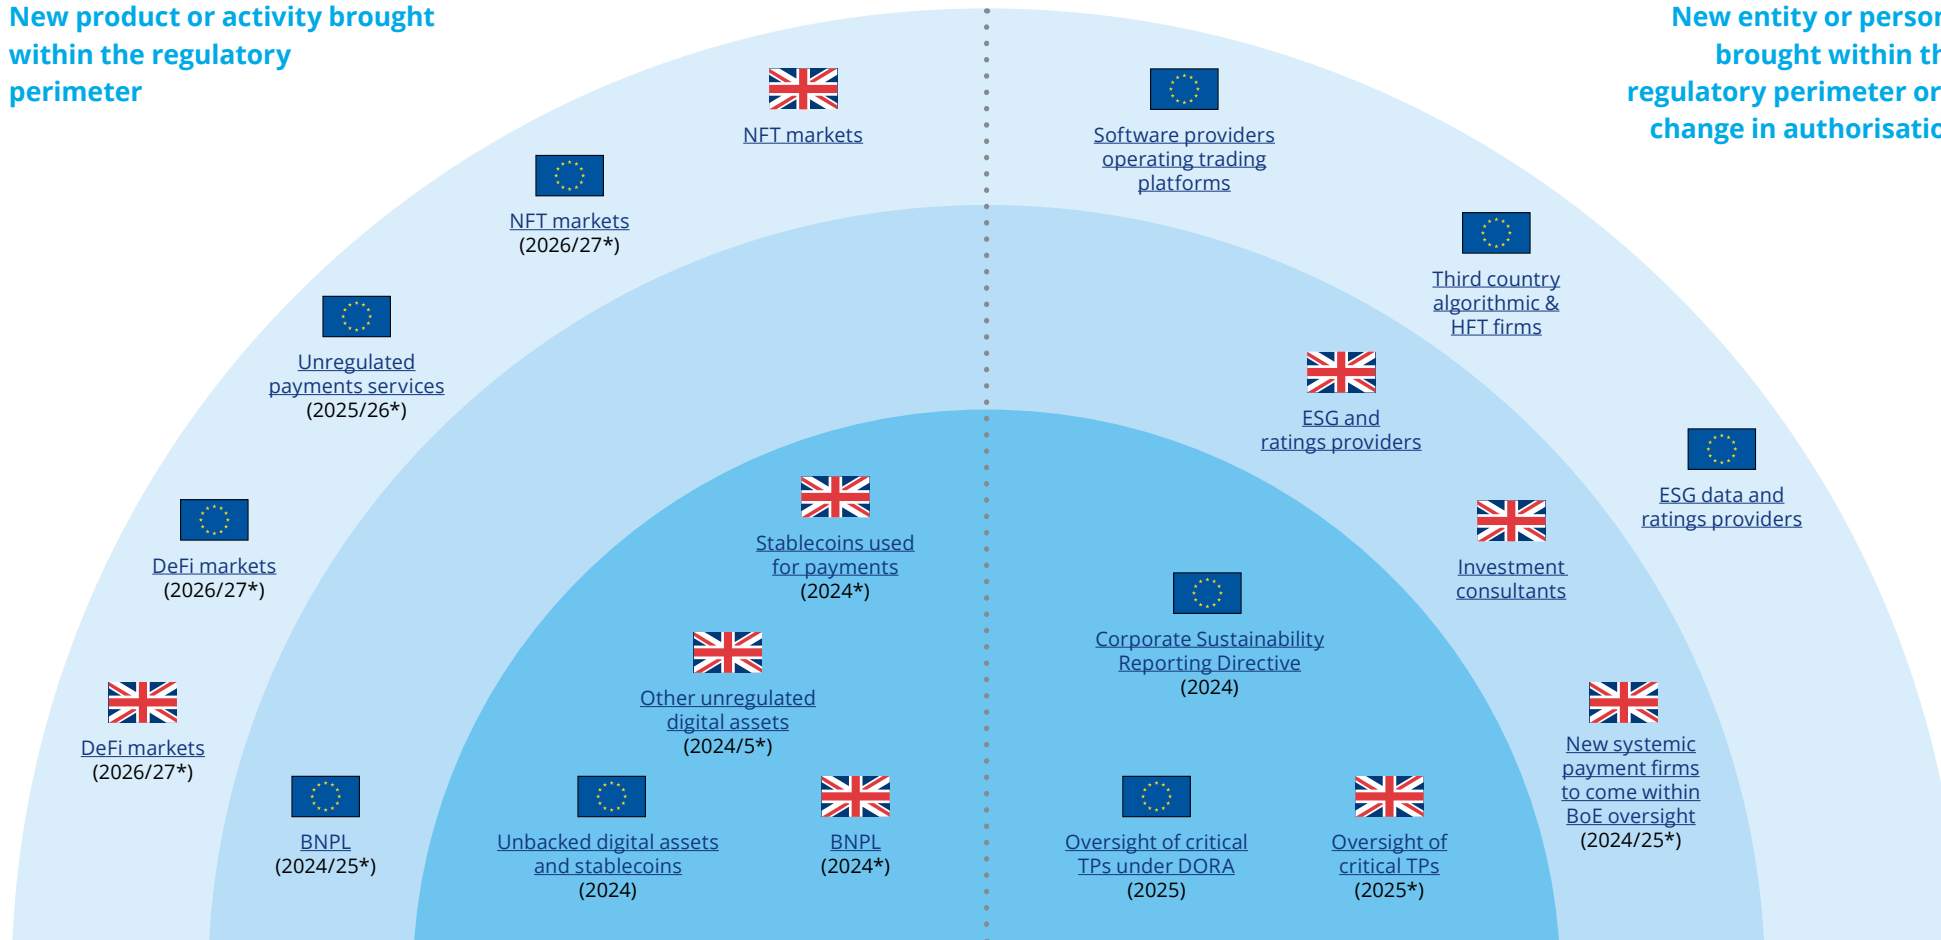 New product or activity brought
within the regulatory
perimeter
New entity or person
brought within th
regulatory perimeter or
change in authorisatio
NFT markets
Software providers
operating trading
platforms
NFT markets
(2026/27*)
Third country
algorithmic &
HFT firms
Unregulated
payments services
(2025/26*)
ESG and
ratings providers
ESG data and
ratings providers
DeFi markets
(2026/27*)
Stablecoins used
for payments
(2024*)
Investment
consultants
Corporate Sustainability
Reporting Directive
(2024)
Other unregulated
digital assets
(2024/5*)
DeFi markets
(2026/27*)
New systemic
payment firms
to come within
BoE oversight
(2024/25*)
BNPL
(2024/25*)
Unbacked digital assets
and stablecoins
(2024)
BNPL
(2024*)
Oversight of critical
TPs under DORA
(2025)
Oversight of
critical TPs
(2025*)